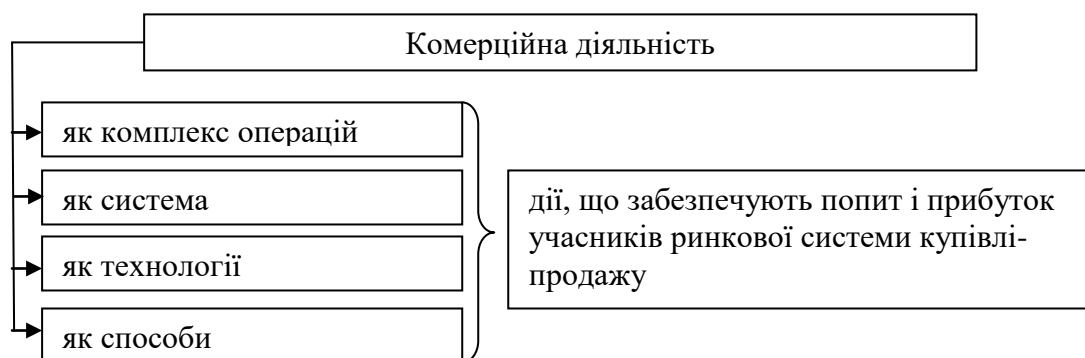 Комерційна діяльність
як комплекс операцій
як система
як технології
як способи
дії, що забезпечують попит і прибуток
учасників ринкової системи купівлі-
продажу